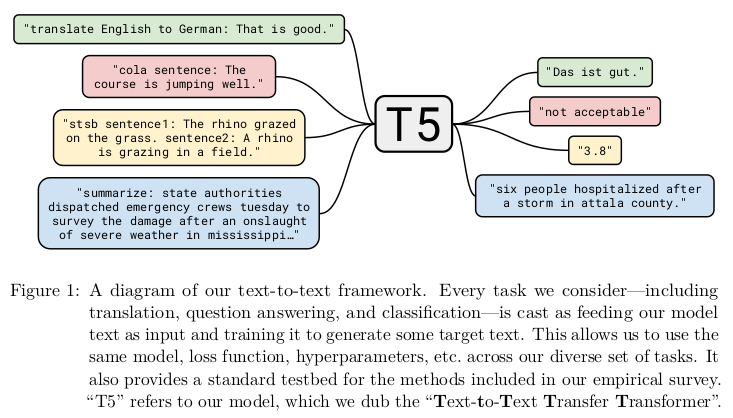 "translate English to German: That is good."
"cola sentence: The
course is jumping well."
"stsb sentence1: The rhino grazed
on the grass. sentence2: A rhino
is grazing in a field."
"summarize: state authorities
dispatched emergency crews tuesday to
survey the damage after an onslaught
of severe weather in mississippi…"
T5
"Das ist gut."
"not acceptable"
"3.8"
"six people hospitalized after
a storm in attala county."
Figure 1: A diagram of our text-to-text framework. Every task we consider—including
translation, question answering, and classification—is cast as feeding our model
text as input and training it to generate some target text. This allows us to use the
same model, loss function, hyperparameters, etc. across our diverse set of tasks. It
also provides a standard testbed for the methods included in our empirical survey.
“T5” refers to our model, which we dub the “Text-to-Text Transfer Transformer”.